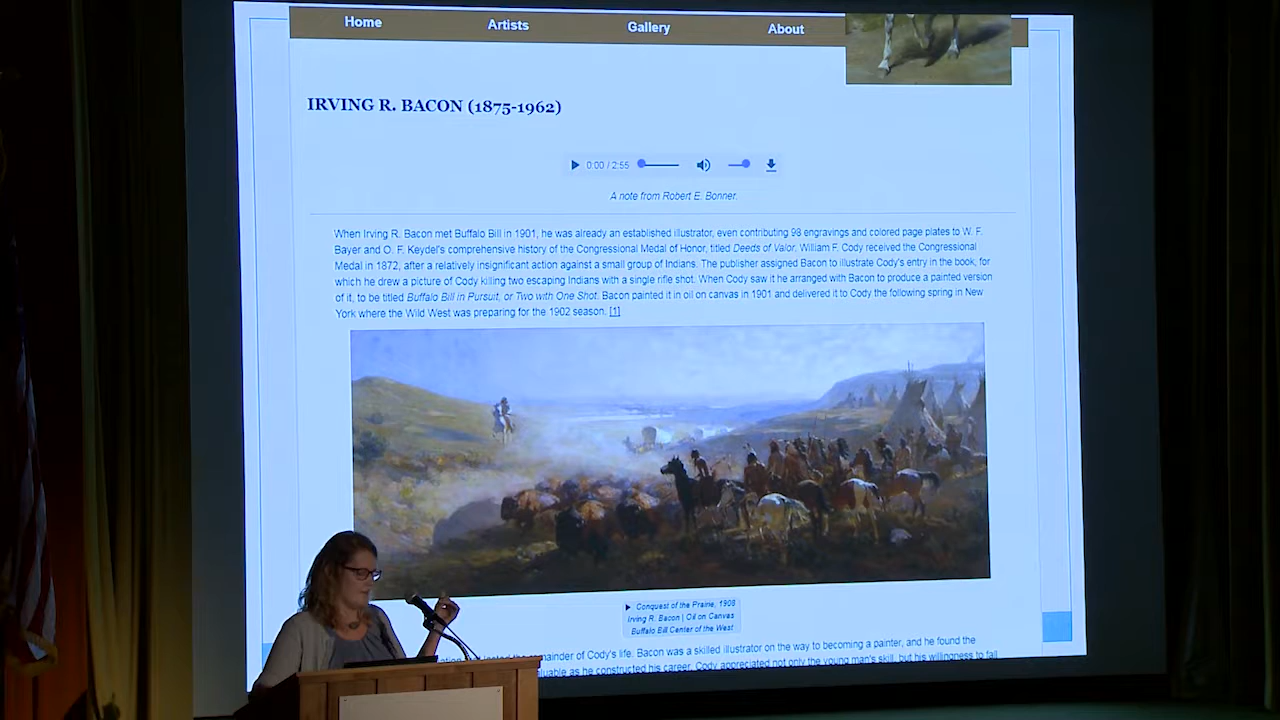 Home Artists Gallery About
IRVING R. BACON (1875-1962)
0:00 / 2:55
A note from Robert E. Bonner.
When Irving R. Bacon met Buffalo Bill in 1901, he was already an established illustrator, even contributing 98 engravings and colored page plates to W. F.
Bayer and O. F. Keydel's comprehensive history of the Congressional Medal of Honor, titled Deeds of Valor. William F. Cody received the Congressional
Medal in 1872, after a relatively insignificant action against a small group of Indians. The publisher assigned Bacon to illustrate Cody's entry in the book, for
which he drew a picture of Cody killing two escaping Indians with a single rifle shot. When Cody saw it he arranged with Bacon to produce a painted version
of it, to be titled Buffalo Bill in Pursuit, or Two with One Shot. Bacon painted it in oil on canvas in 1901 and delivered it to Cody the following spring in New
York where the Wild West was preparing for the 1902 season. [1]
Conquest of the Prairie, 1908
Irving R. Bacon | Oil on Canvas
Buffalo Bill Center of the West
remainder of Cody's life. Bacon was a skilled illustrator on the way to becoming a painter, and he found the
as he constructed his career. Cody appreciated not only the young man's skill, but his willingness to fall